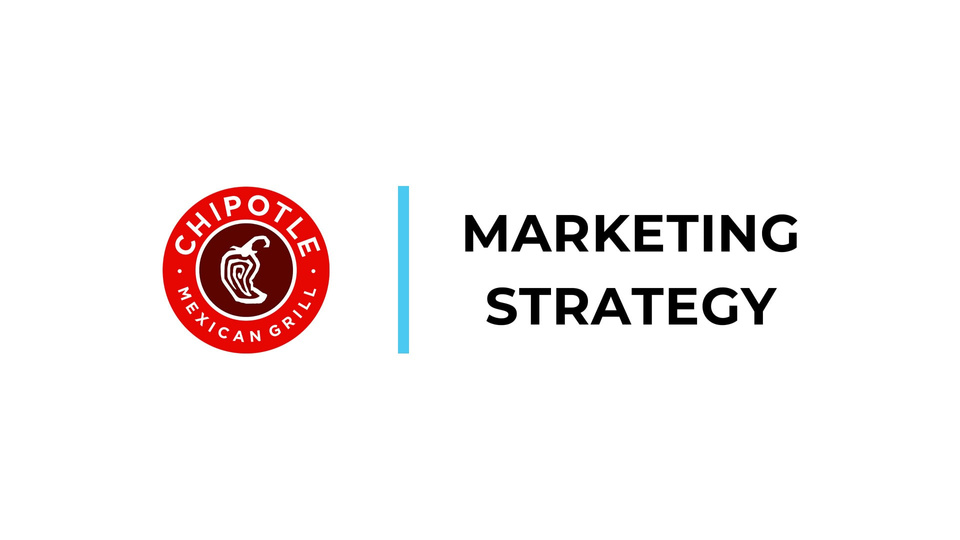 CHIPOTLE
MEXICAN GRILL
MARKETING
STRATEGY